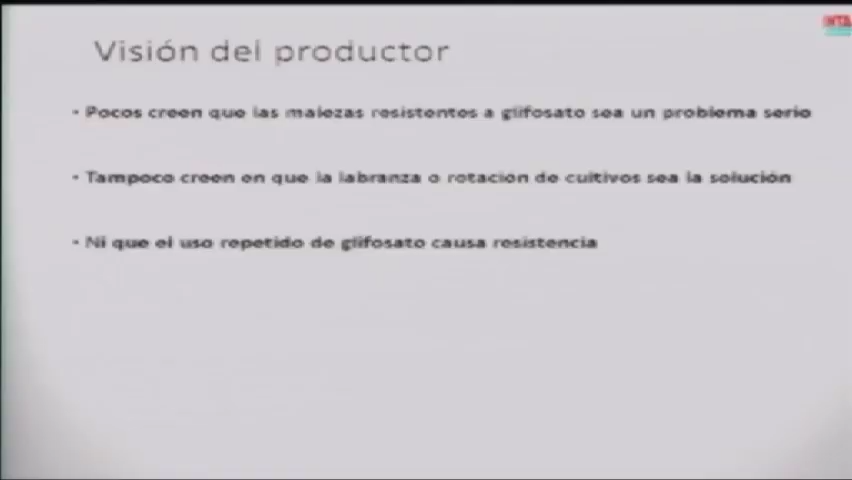 INTA
Visión del productor
• Pocos creen que las malezas resistentes a glifosato sea un problema serio
• Tampoco creen en que la labranza o rotación de cultivos sea la solución
• Ni que el uso repetido de glifosato causa resistencia